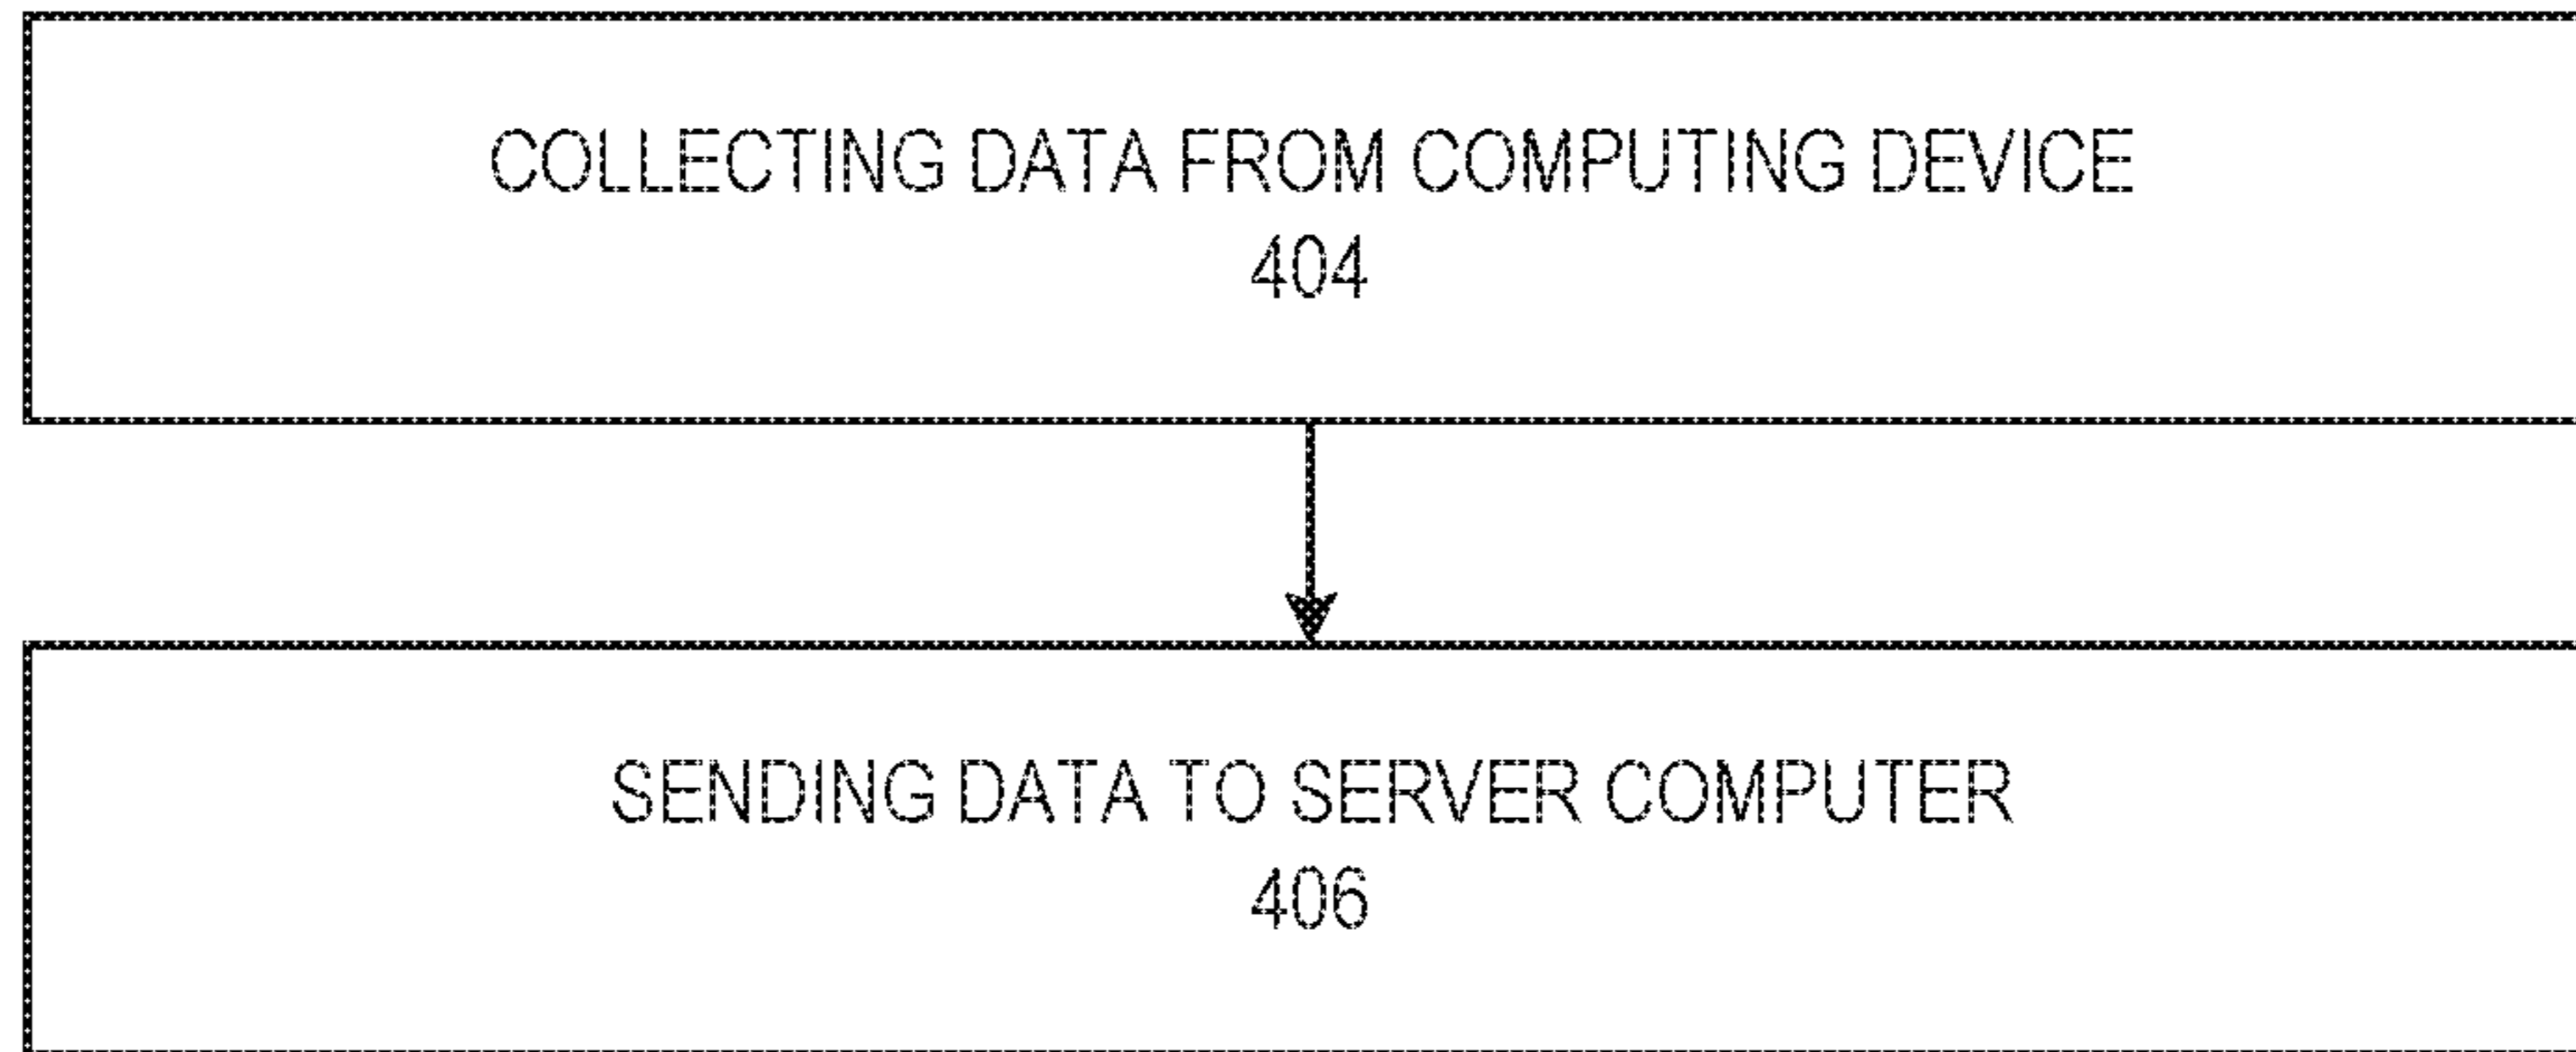 COLLECTING DATA FROM COMPUTING DEVICE
404
SENDING DATA TO SERVER COMPUTER
406